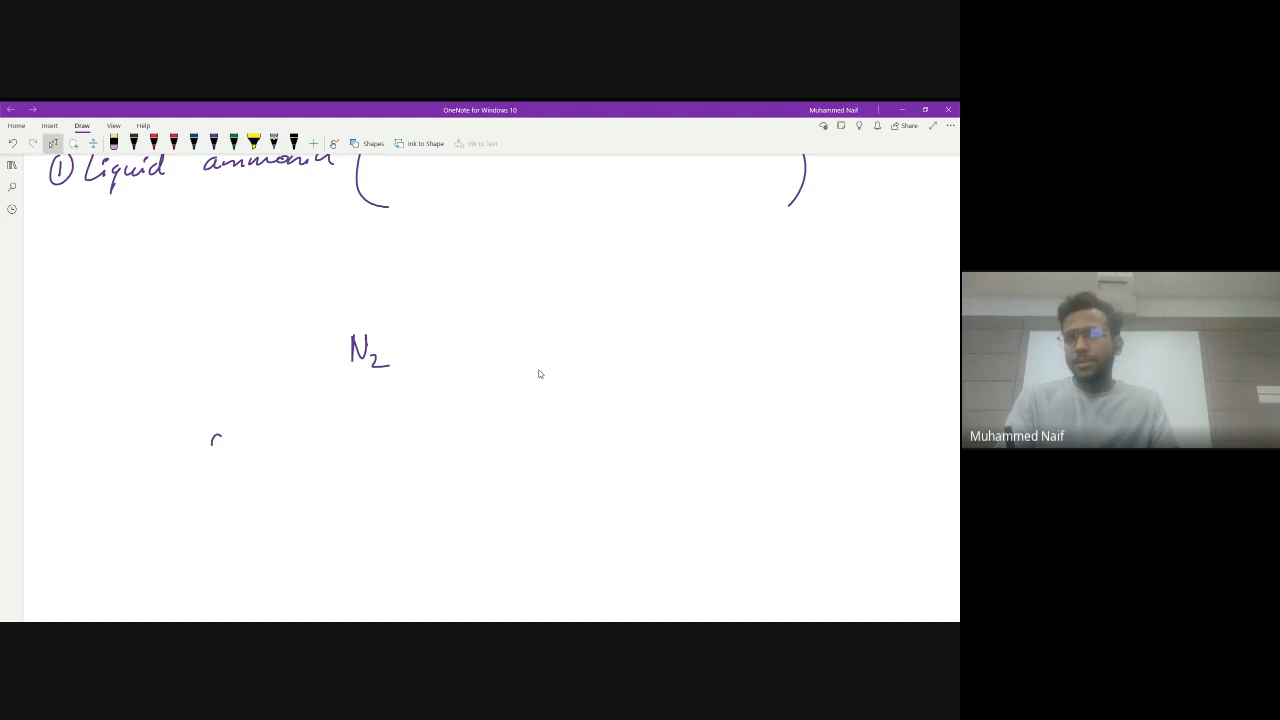 OneNote for Windows 10
Muhammed Naif
Home Insert Draw View Help
Share
Shapes Ink to Shape Ink to Text
① Liquid ammonia (
)
N2
Muhammed Naif